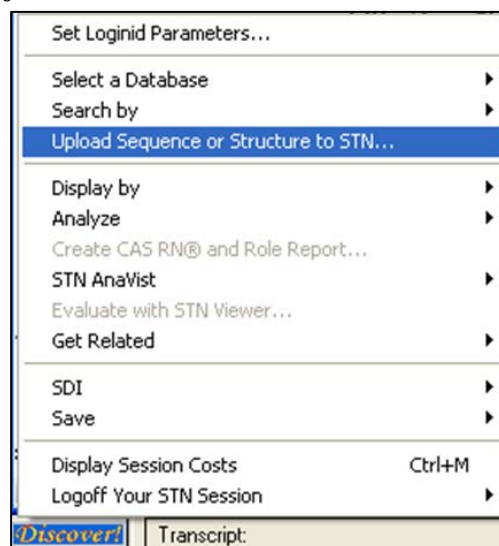 Set Loginid Parameters...
Select a Database
Search by
Upload Sequence or Structure to STN...
Display by
Analyze
Create CAS RN® and Role Report...
STN AnaVist
Evaluate with STN Viewer...
Get Related
SDI
Save
Display Session Costs Ctrl+M
Logoff Your STN Session
Discover! Transcript: